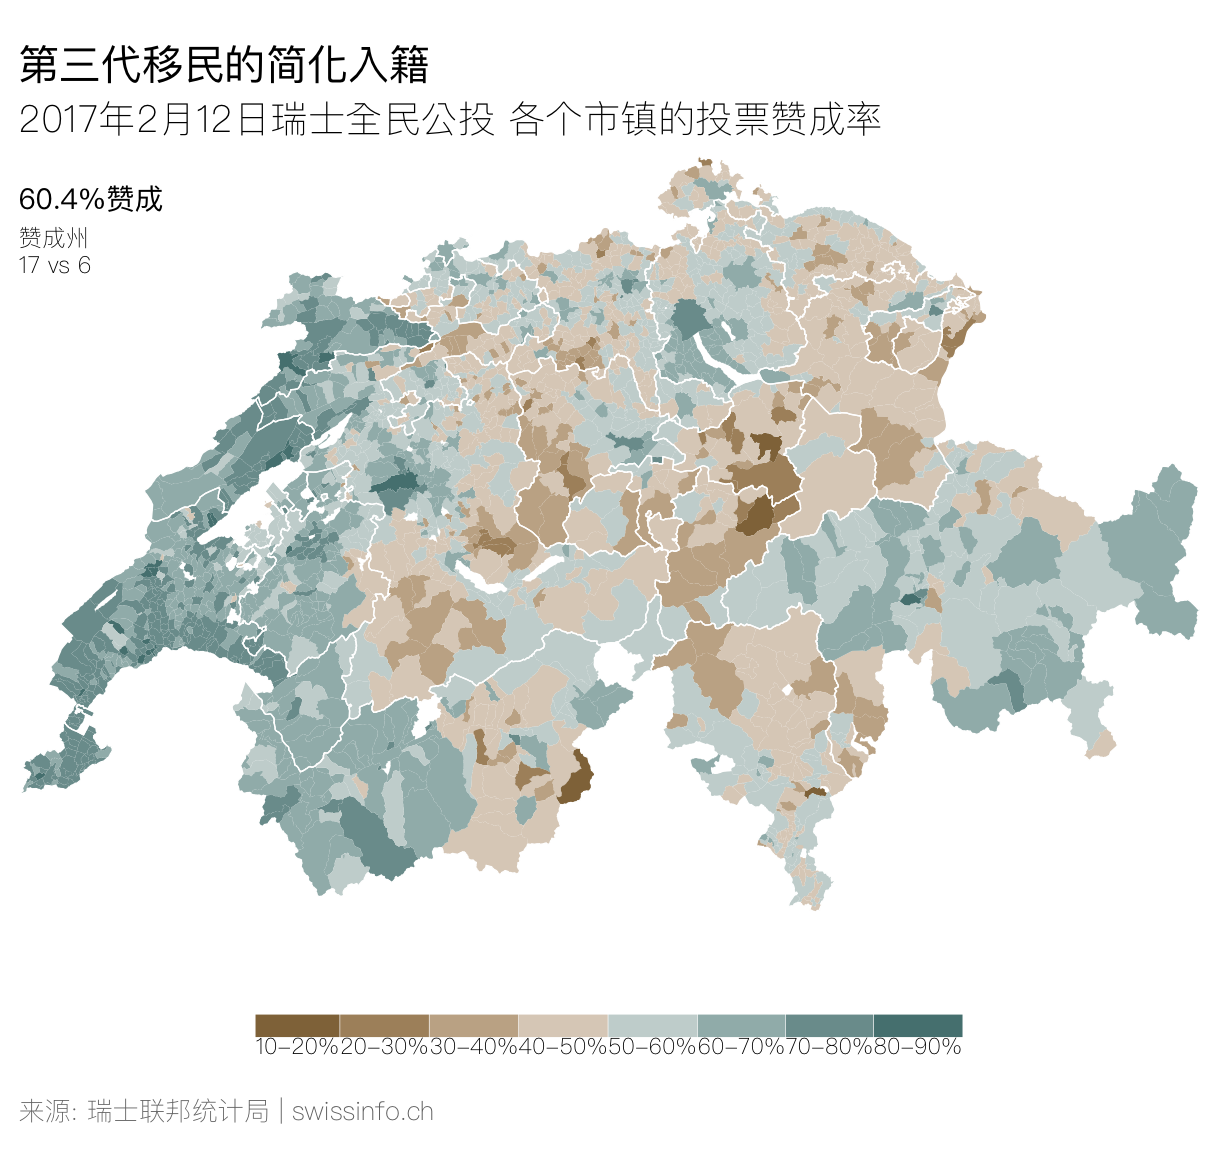 第三代移民的简化入籍
2017年2月12日瑞士全民公投 各个市镇的投票赞成率
60.4%赞成
赞成州
17 vs 6
10–20% 20–30% 30–40% 40–50% 50–60% 60–70% 70–80% 80–90%
来源: 瑞士联邦统计局 | swissinfo.ch